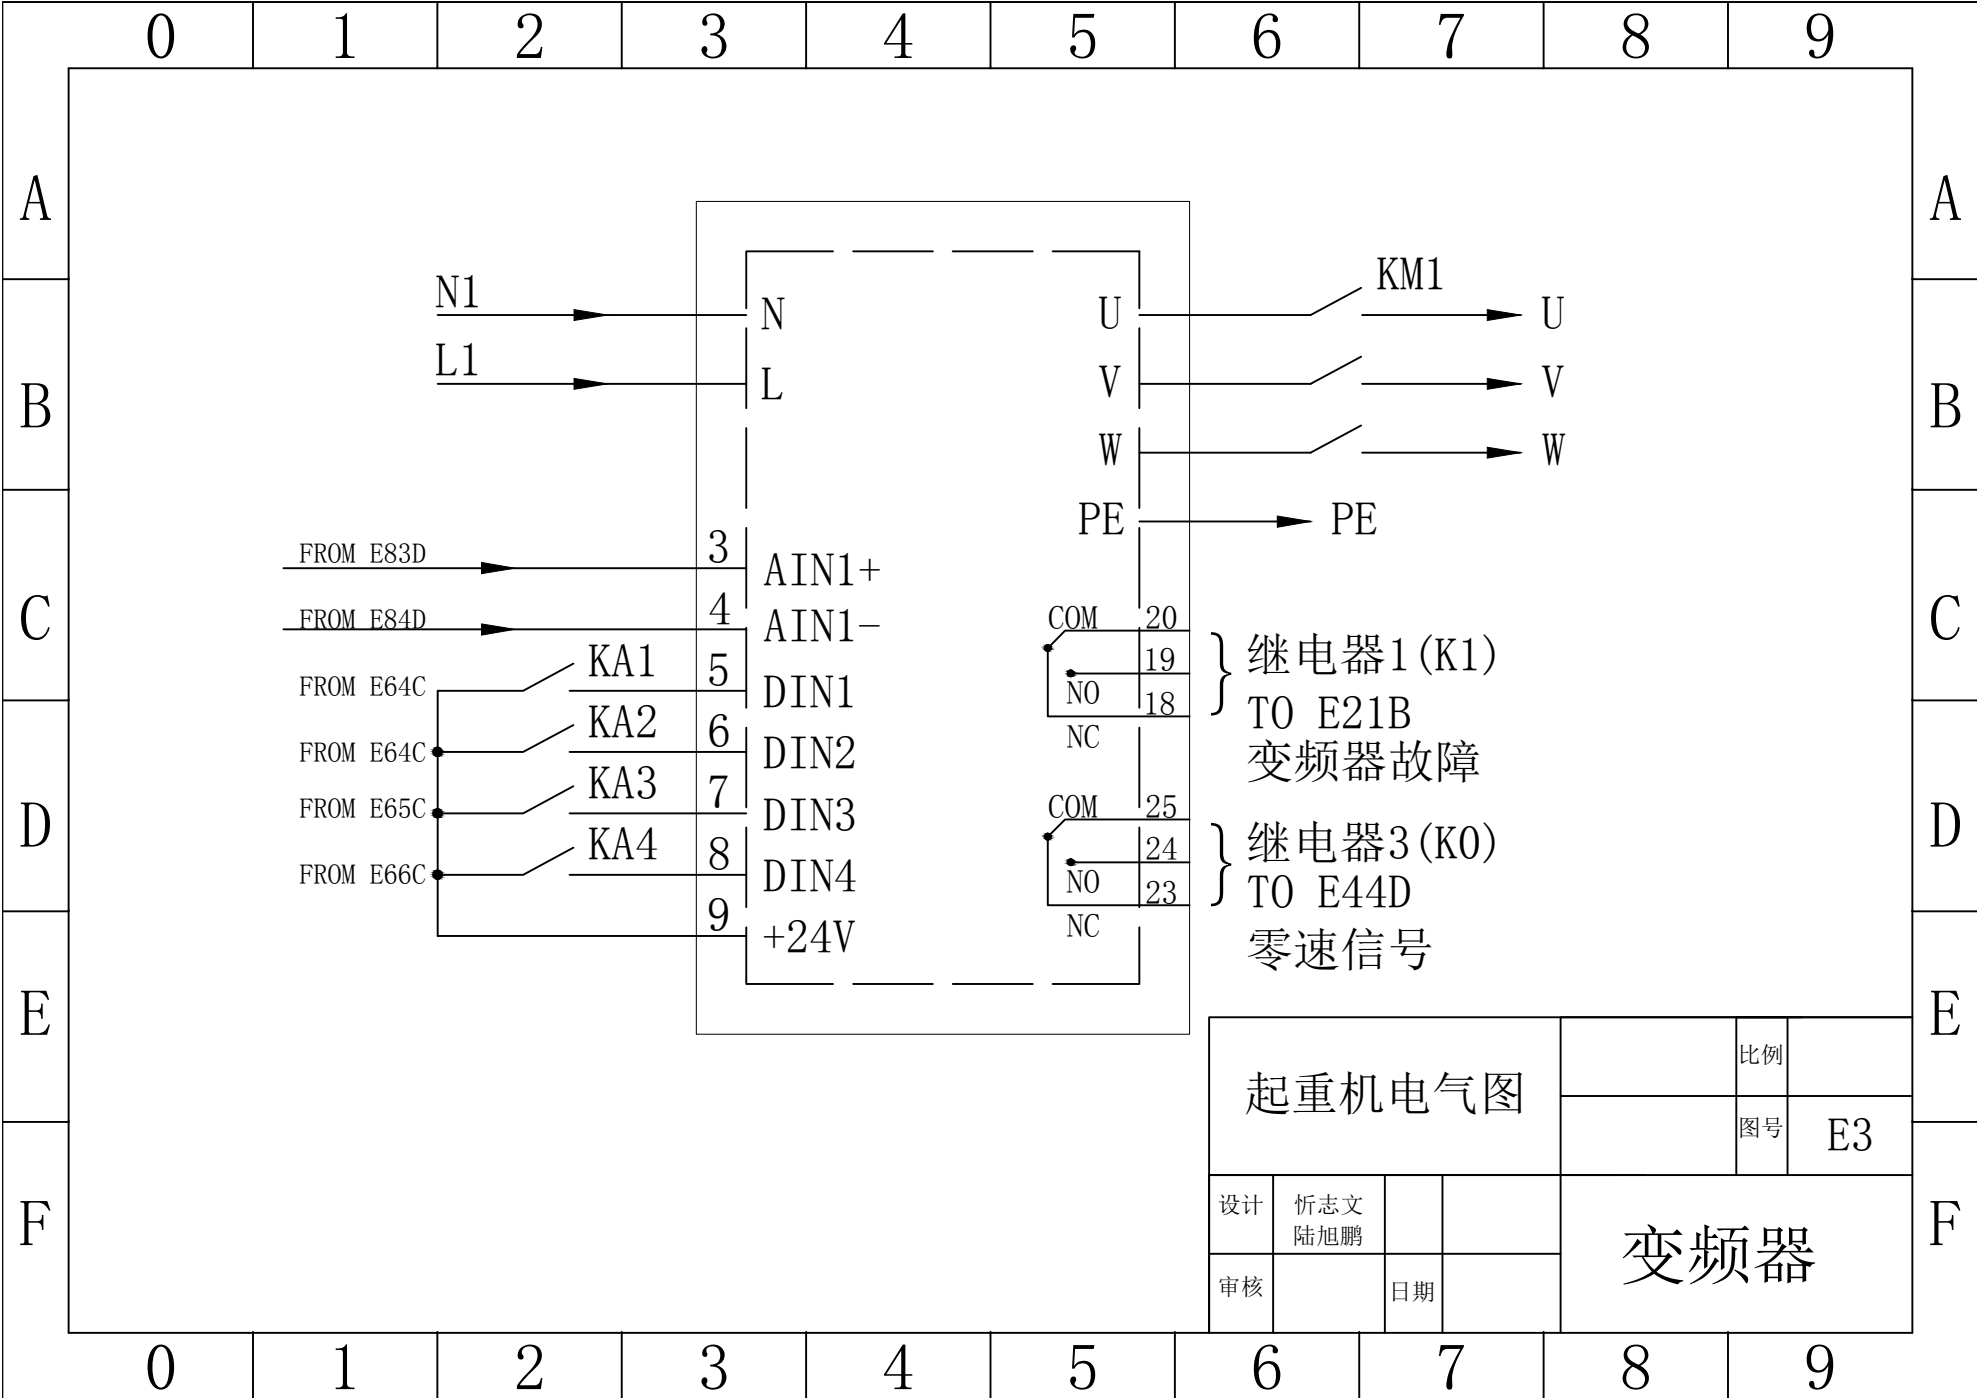 0 1 2 3 4 5 6 7 8 9
A A
N1 N U KM1 U
L1 L V V
B B
W W
PE PE
FROM E83D 3 AIN1+
FROM E84D 4 AIN1-
C C
FROM E64C KA1 5 DIN1
FROM E64C KA2 6 DIN2
FROM E65C KA3 7 DIN3
D D
FROM E66C KA4 8 DIN4
9 +24V
COM 20
19
NO 18
NC
继电器1(K1)
TO E21B
变频器故障
COM 25
24
NO 23
NC
继电器3(K0)
TO E44D
零速信号
E E
起重机电气图
比例
图号 E3
F F
设计 忻志文
陆旭鹏
审核 日期
变频器
0 1 2 3 4 5 6 7 8 9